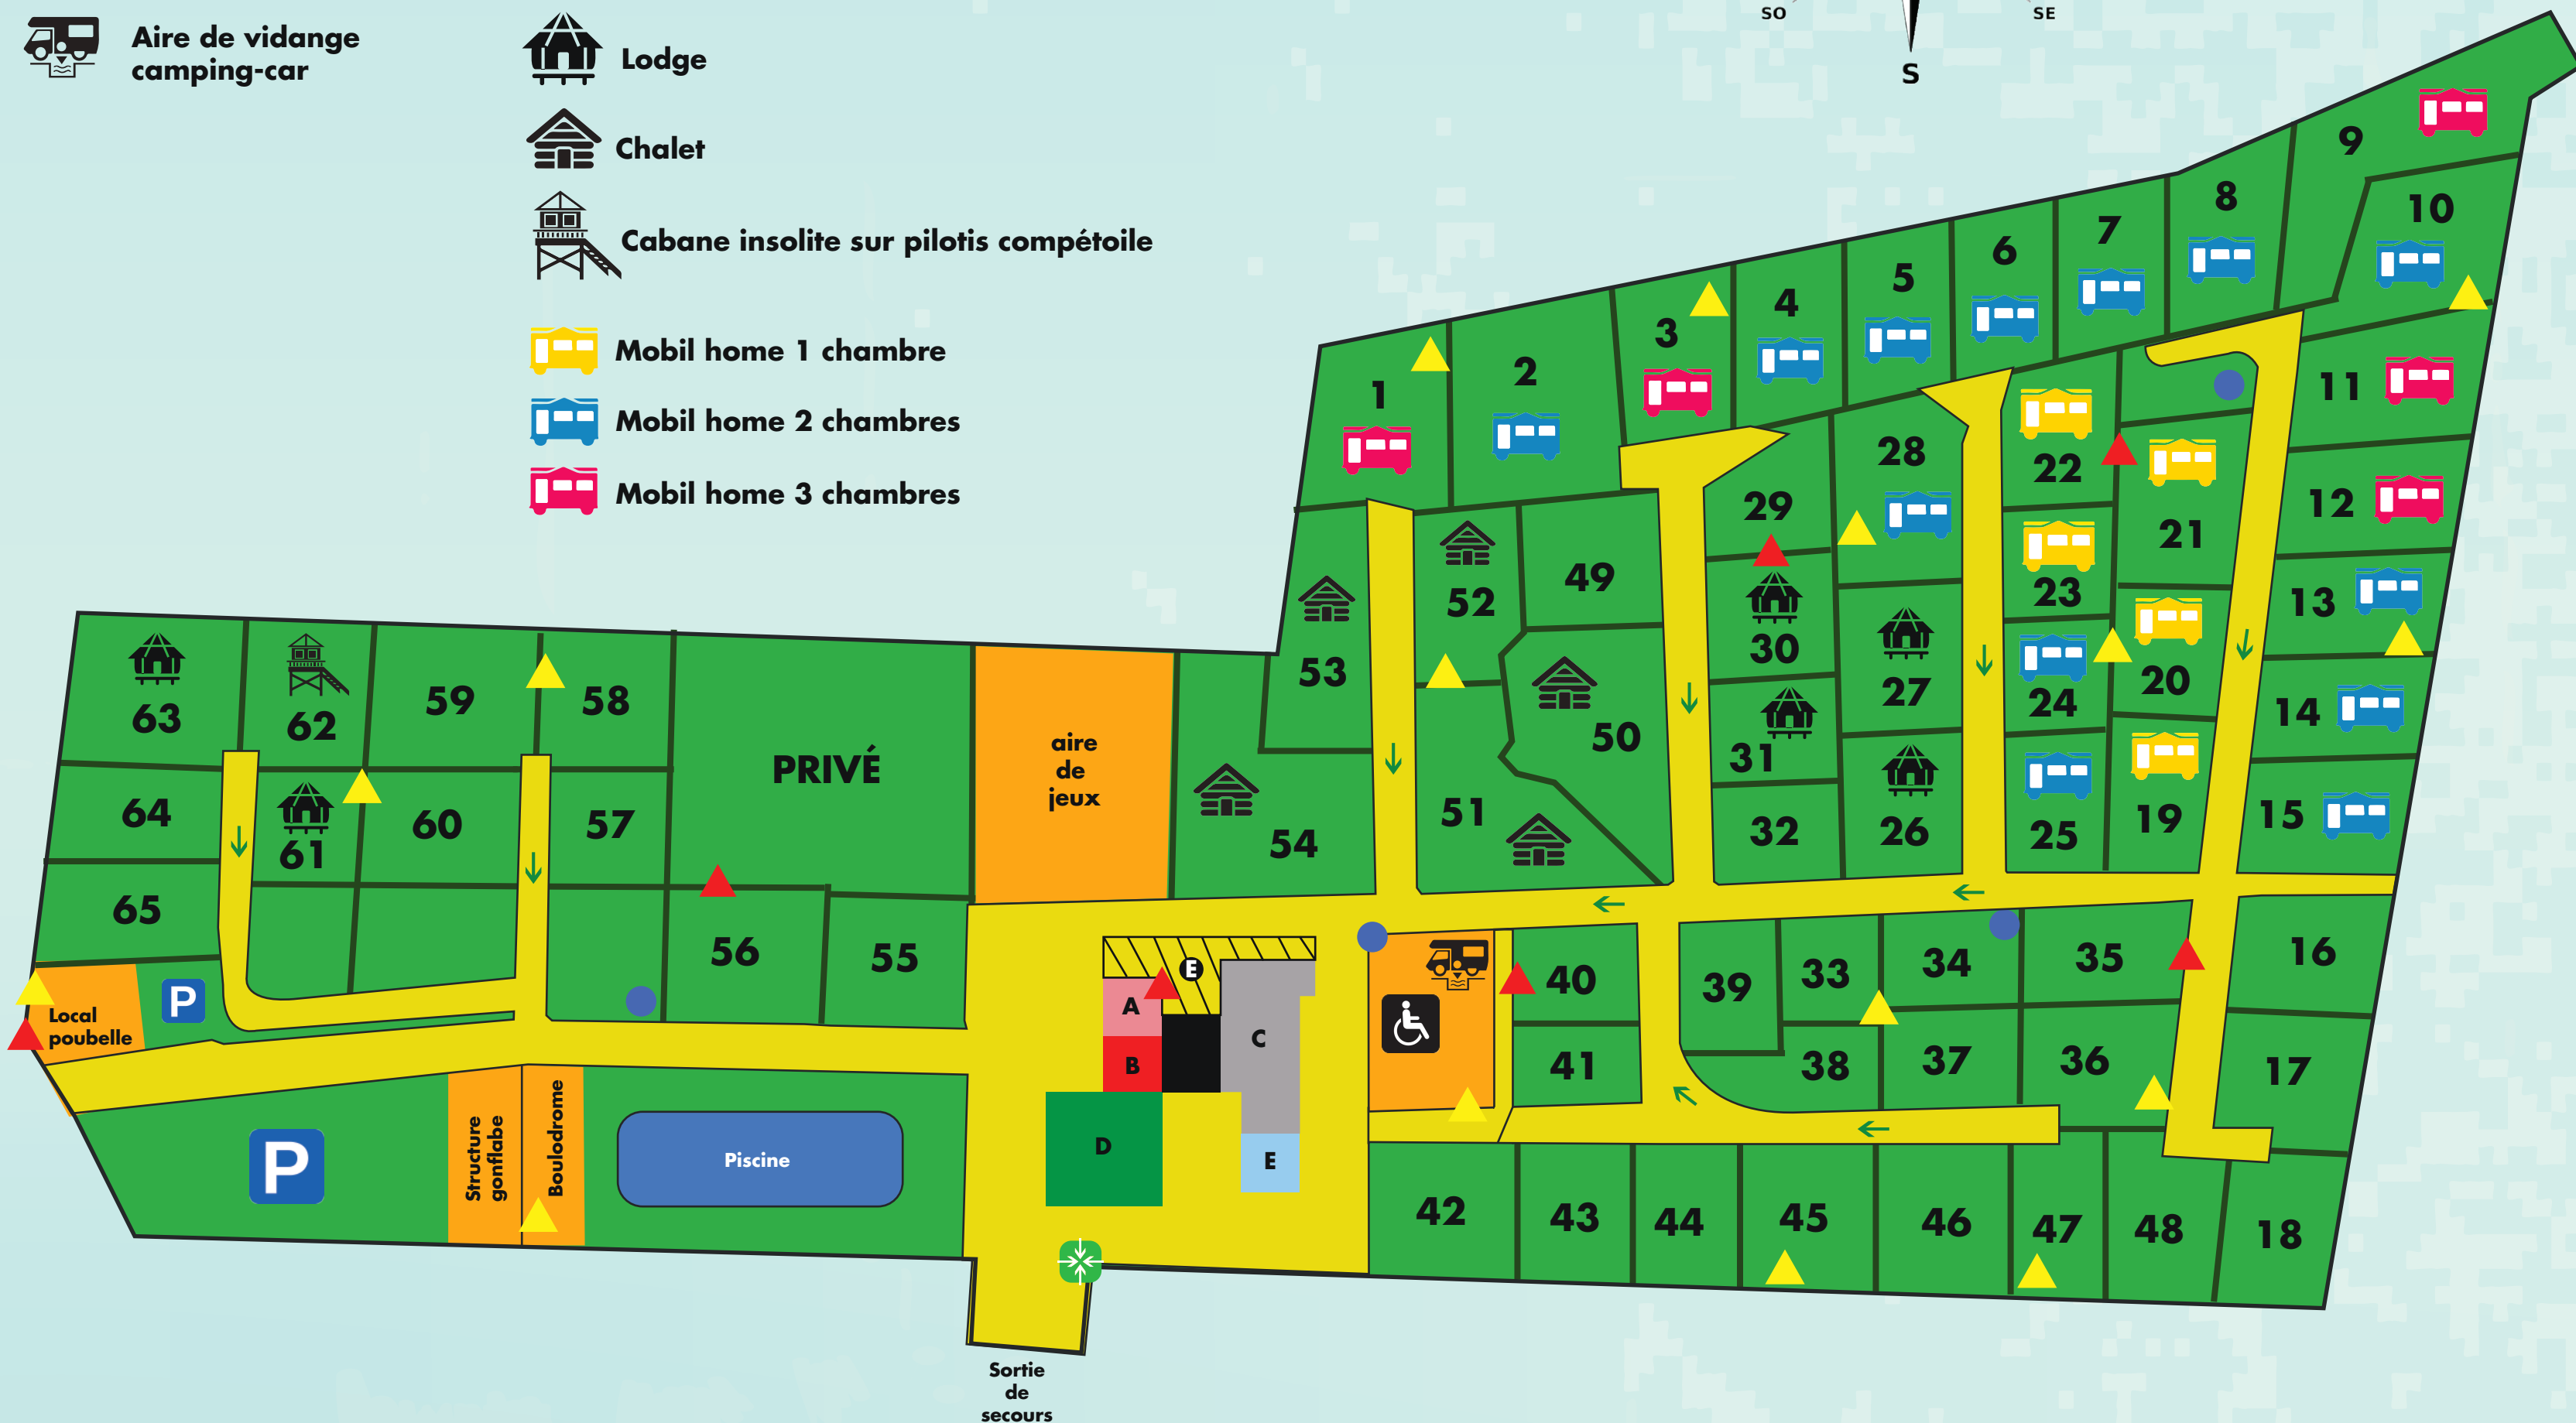 Aire de vidange
camping-car
Lodge
Chalet
Cabane insolite sur pilotis compétoile
Mobil home 1 chambre
Mobil home 2 chambres
Mobil home 3 chambres
SO
SE
S
9
10
8
7
6
5
4
3
2
1
11
12
13
14
15
28
29
22
21
23
20
24
19
25
30
27
31
26
32
49
52
50
51
53
54
63
62
59
58
PRIVÉ
aire
de
jeux
64
61
60
57
65
56
55
P
Local
poubelle
E
A
B
C
D
E
40
41
39
33
34
35
38
37
36
16
17
18
42
43
44
45
46
47
48
P
Structure
gonflabe
Boulodrome
Piscine
Sortie
de
secours